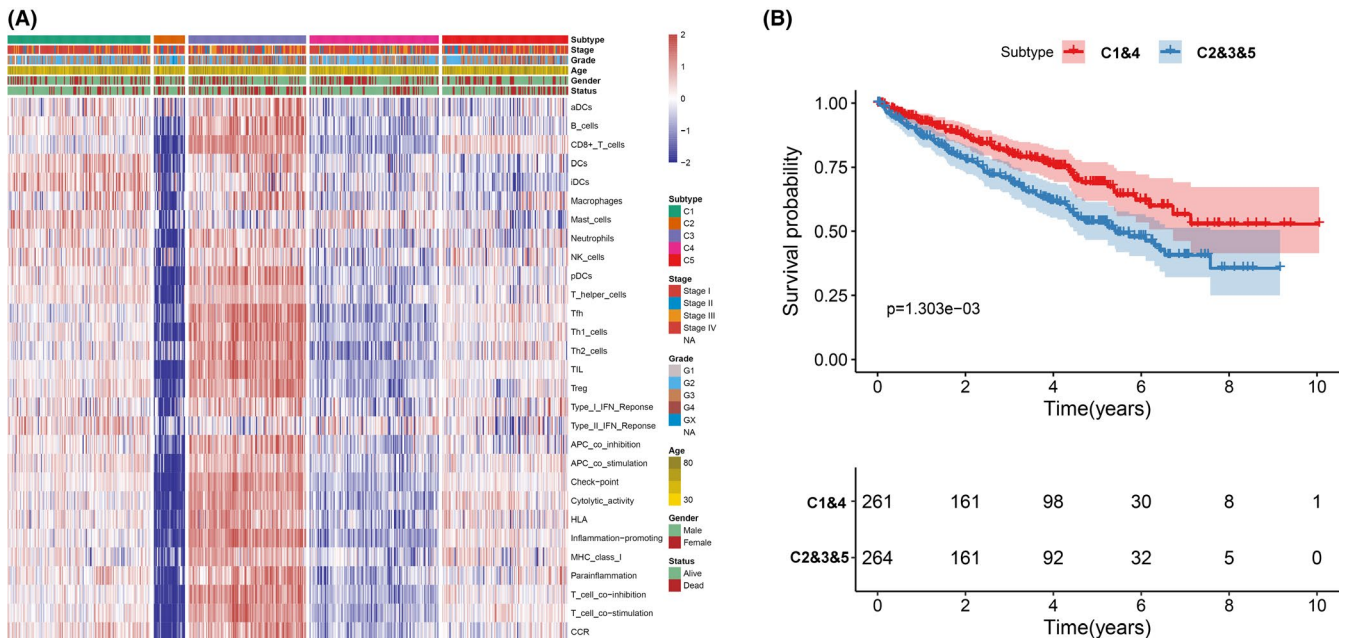 (A)
Subtype
Stage
Grade
Age
Gender
Status
aDCs
B_cells
CD8+_T_cells
DCs
iDCs
Macrophages
Mast_cells
Neutrophils
NK_cells
pDCs
T_helper_cells
Tfh
Th1_cells
Th2_cells
TIL
Treg
Type_I_IFN_Reponse
Type_II_IFN_Reponse
APC_co_inhibition
APC_co_stimulation
Check-point
Cytolytic_activity
HLA
Inflammation-promoting
MHC_class_I
Parainflammation
T_cell_co-inhibition
T_cell_co-stimulation
CCR
2
1
0
−1
−2
Subtype
C1
C2
C3
C4
C5
Stage
Stage I
Stage II
Stage III
Stage IV
NA
Grade
G1
G2
G3
G4
GX
NA
Age
80
30
Gender
Male
Female
Status
Alive
Dead
(B)
Subtype C1&4 C2&3&5
1.00
0.75
0.50
0.25
0.00
Survival probability
p=1.303e−03
0 2 4 6 8 10
Time(years)
C1&4 261 161 98 30 8 1
C2&3&5 264 161 92 32 5 0
0 2 4 6 8 10
Time(years)